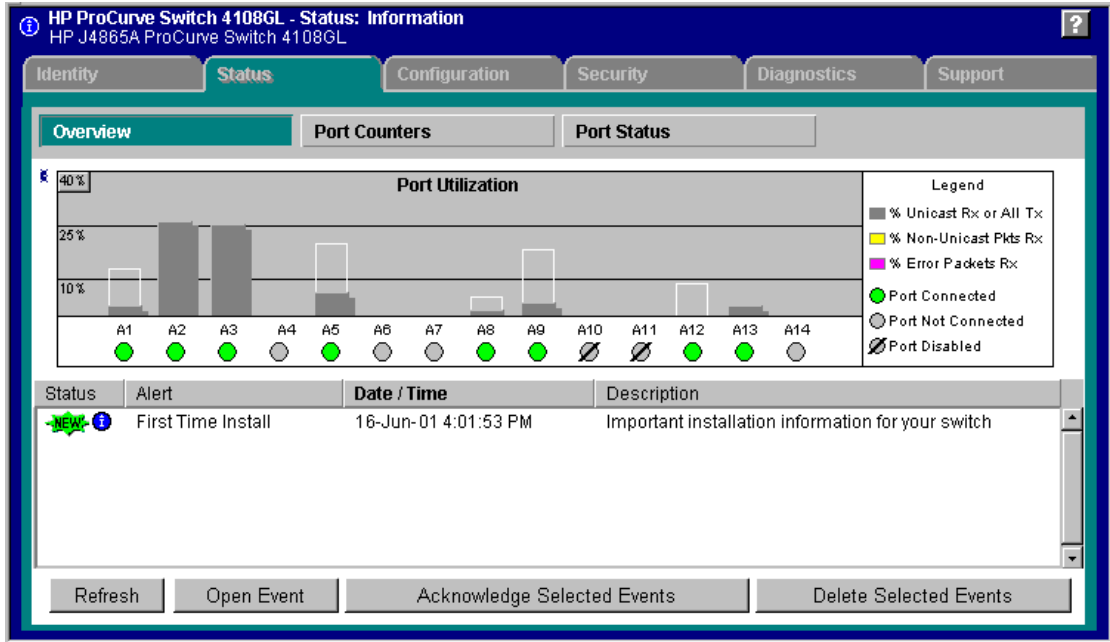 HP ProCurve Switch 4108GL - Status: Information
HP J4865A ProCurve Switch 4108GL
?
Identity Status Configuration Security Diagnostics Support
Overview Port Counters Port Status
40%
Port Utilization
25%
10%
Legend
% Unicast Rx or All Tx
% Non-Unicast Pkts Rx
% Error Packets Rx
Port Connected
Port Not Connected
Port Disabled
A1 A2 A3 A4 A5 A6 A7 A8 A9 A10 A11 A12 A13 A14
Status Alert Date / Time Description
NEW First Time Install 16-Jun-01 4:01:53 PM Important installation information for your switch
Refresh Open Event Acknowledge Selected Events Delete Selected Events